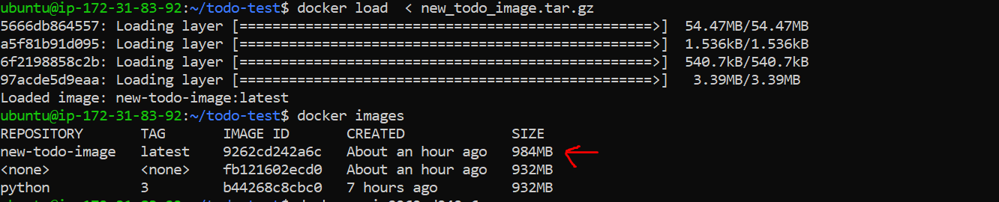 ubuntu@ip-172-31-83-92:~/todo-test$ docker load  < new_todo_image.tar.gz
5666db864557: Loading layer [==================================================>]  54.47MB/54.47MB
a5f81b91d095: Loading layer [==================================================>]  1.536kB/1.536kB
6f2198858c2b: Loading layer [==================================================>]  540.7kB/540.7kB
97acde5d9eaa: Loading layer [==================================================>]   3.39MB/3.39MB
Loaded image: new-todo-image:latest
ubuntu@ip-172-31-83-92:~/todo-test$ docker images
REPOSITORY       TAG       IMAGE ID       CREATED             SIZE
new-todo-image   latest    9262cd242a6c   About an hour ago   984MB
<none>           <none>    fb121602ecd0   About an hour ago   932MB
python           3         b44268c8cbc0   7 hours ago         932MB